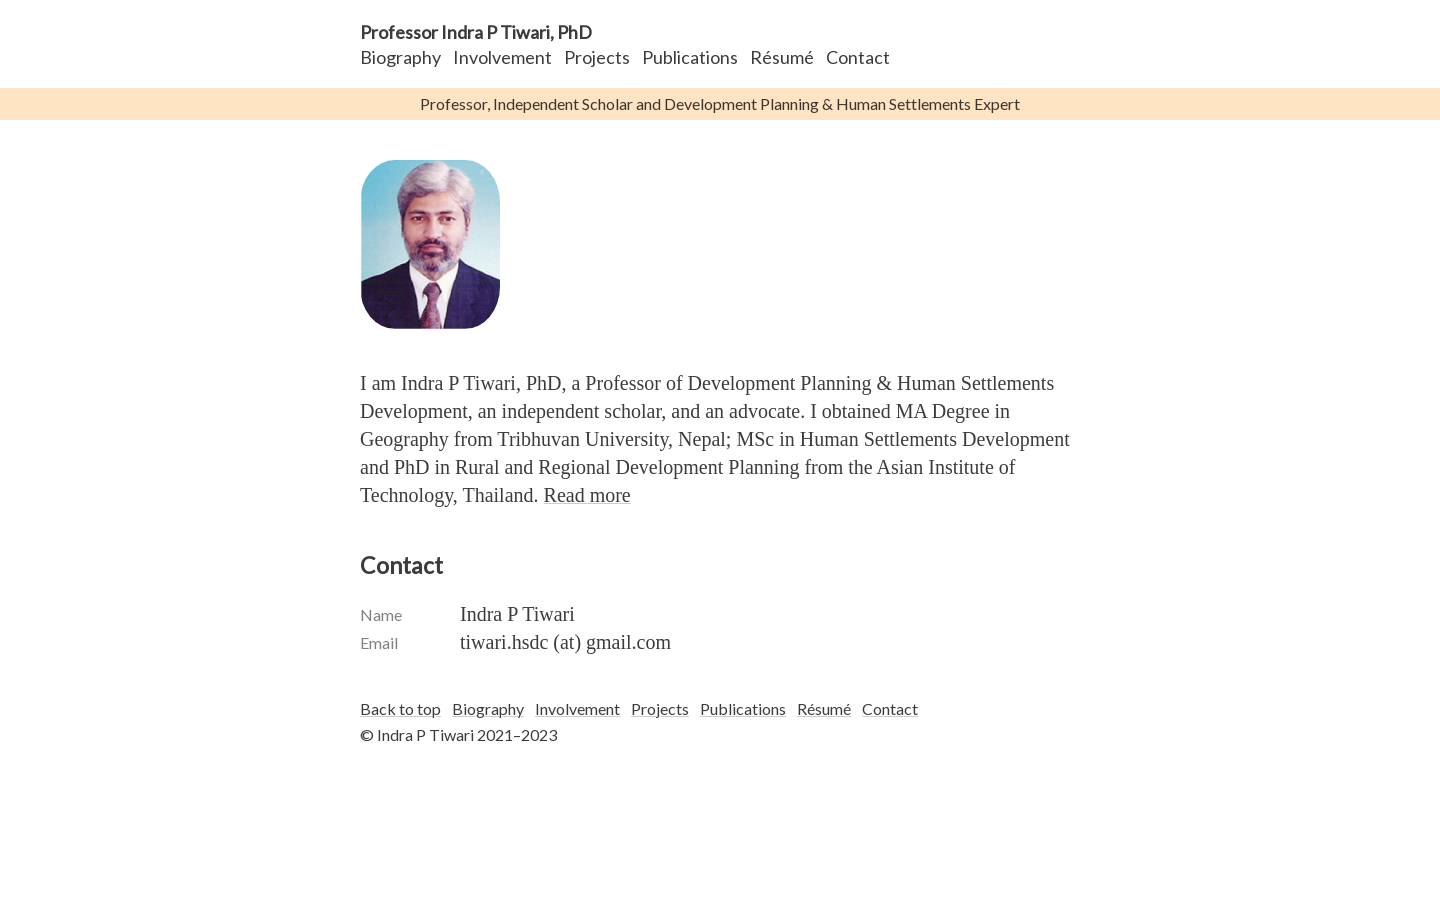 Professor Indra P Tiwari, PhD
Biography Involvement Projects Publications Résumé Contact
Professor, Independent Scholar and Development Planning & Human Settlements Expert
I am Indra P Tiwari, PhD, a Professor of Development Planning & Human Settlements
Development, an independent scholar, and an advocate. I obtained MA Degree in
Geography from Tribhuvan University, Nepal; MSc in Human Settlements Development
and PhD in Rural and Regional Development Planning from the Asian Institute of
Technology, Thailand. Read more
Contact
Name Indra P Tiwari
Email tiwari.hsdc (at) gmail.com
Back to top Biography Involvement Projects Publications Résumé Contact
© Indra P Tiwari 2021–2023